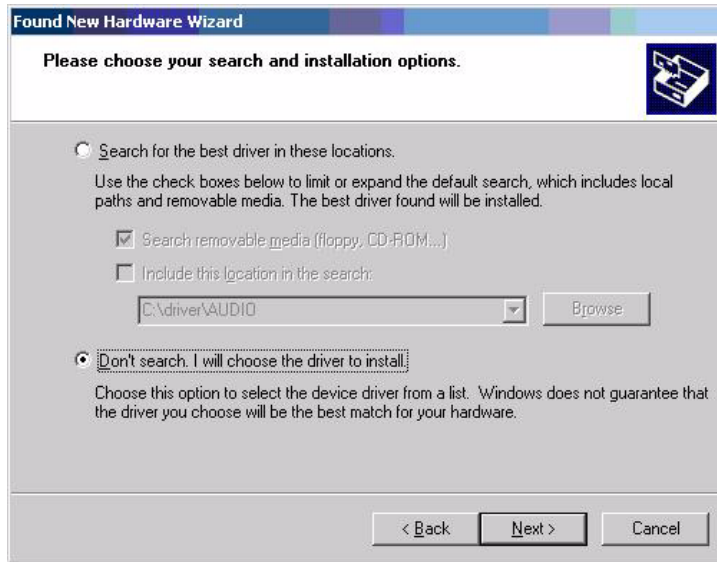 Found New Hardware Wizard
Please choose your search and installation options.
Search for the best driver in these locations.
Use the check boxes below to limit or expand the default search, which includes local
paths and removable media. The best driver found will be installed.
Search removable media (floppy, CD-ROM...)
Include this location in the search:
C:\driver\AUDIO
Browse
Don't search. I will choose the driver to install.
Choose this option to select the device driver from a list. Windows does not guarantee that
the driver you choose will be the best match for your hardware.
< Back Next > Cancel